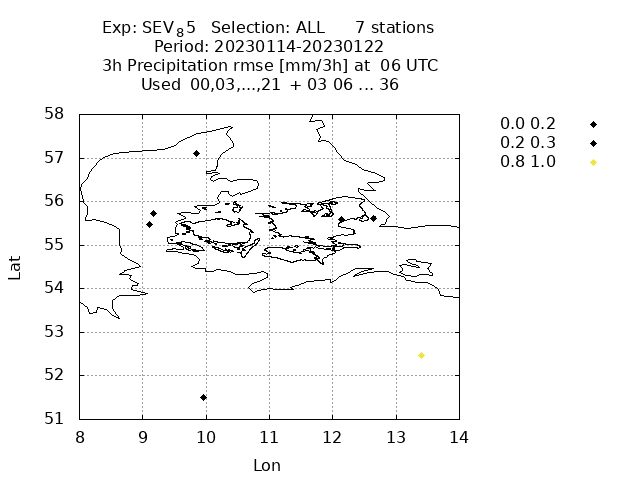 Exp: SEV₈5 Selection: ALL 7 stations
Period: 20230114-20230122
3h Precipitation rmse [mm/3h] at 06 UTC
Used 00,03,...,21 + 03 06 ... 36
0.0 0.2
0.2 0.3
0.8 1.0
58
57
56
55
54
53
52
51
Lat
8 9 10 11 12 13 14
Lon